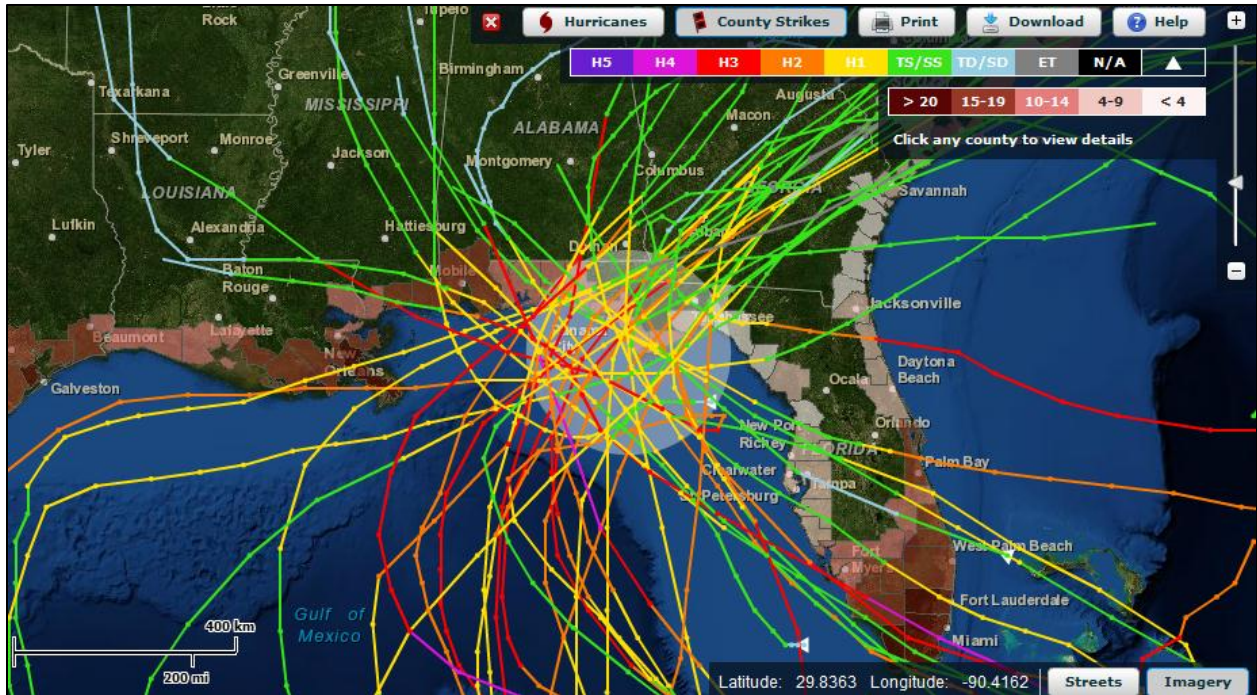 Rock
Tupelo
Hurricanes
County Strikes
Print
Download
Help
+
H5
H4
H3
H2
H1
TS/SS
TD/SD
ET
N/A
> 20
15-19
10-14
4-9
< 4
Click any county to view details
Greenville
Birmingham
Texarkana
MISSISSIPPI
Augusta
ALABAMA
Macon
Shreveport
Monroe
Jackson
Montgomery
Columbus
Tyler
LOUISIANA
GEORGIA
Savannah
Lufkin
Alexandria
Hattiesburg
Albany
Dothan
Baton
Rouge
Mobile
−
Jacksonville
Beaumont
Lafayette
New
Orleans
Daytona
Beach
Galveston
Ocala
Orlando
New Port
Richey
FLORIDA
Palm Bay
Clearwater
Tampa
St Petersburg
West Palm Beach
Fort
Myers
Fort Lauderdale
Gulf of
Mexico
Miami
400 km
200 mi
Latitude: 29.8363 Longitude: -90.4162
Streets
Imagery